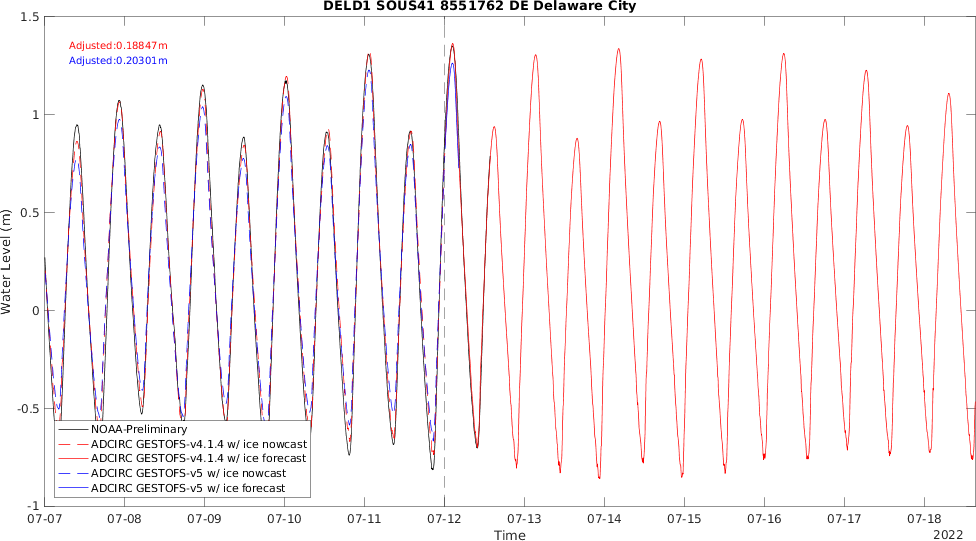 DELD1 SOUS41 8551762 DE Delaware City
1.5
Adjusted:0.18847m
Adjusted:0.20301m
1
0.5
0
-0.5
-1
Water Level (m)
NOAA-Preliminary
ADCIRC GESTOFS-v4.1.4 w/ ice nowcast
ADCIRC GESTOFS-v4.1.4 w/ ice forecast
ADCIRC GESTOFS-v5 w/ ice nowcast
ADCIRC GESTOFS-v5 w/ ice forecast
07-07 07-08 07-09 07-10 07-11 07-12 07-13 07-14 07-15 07-16 07-17 07-18
Time
2022